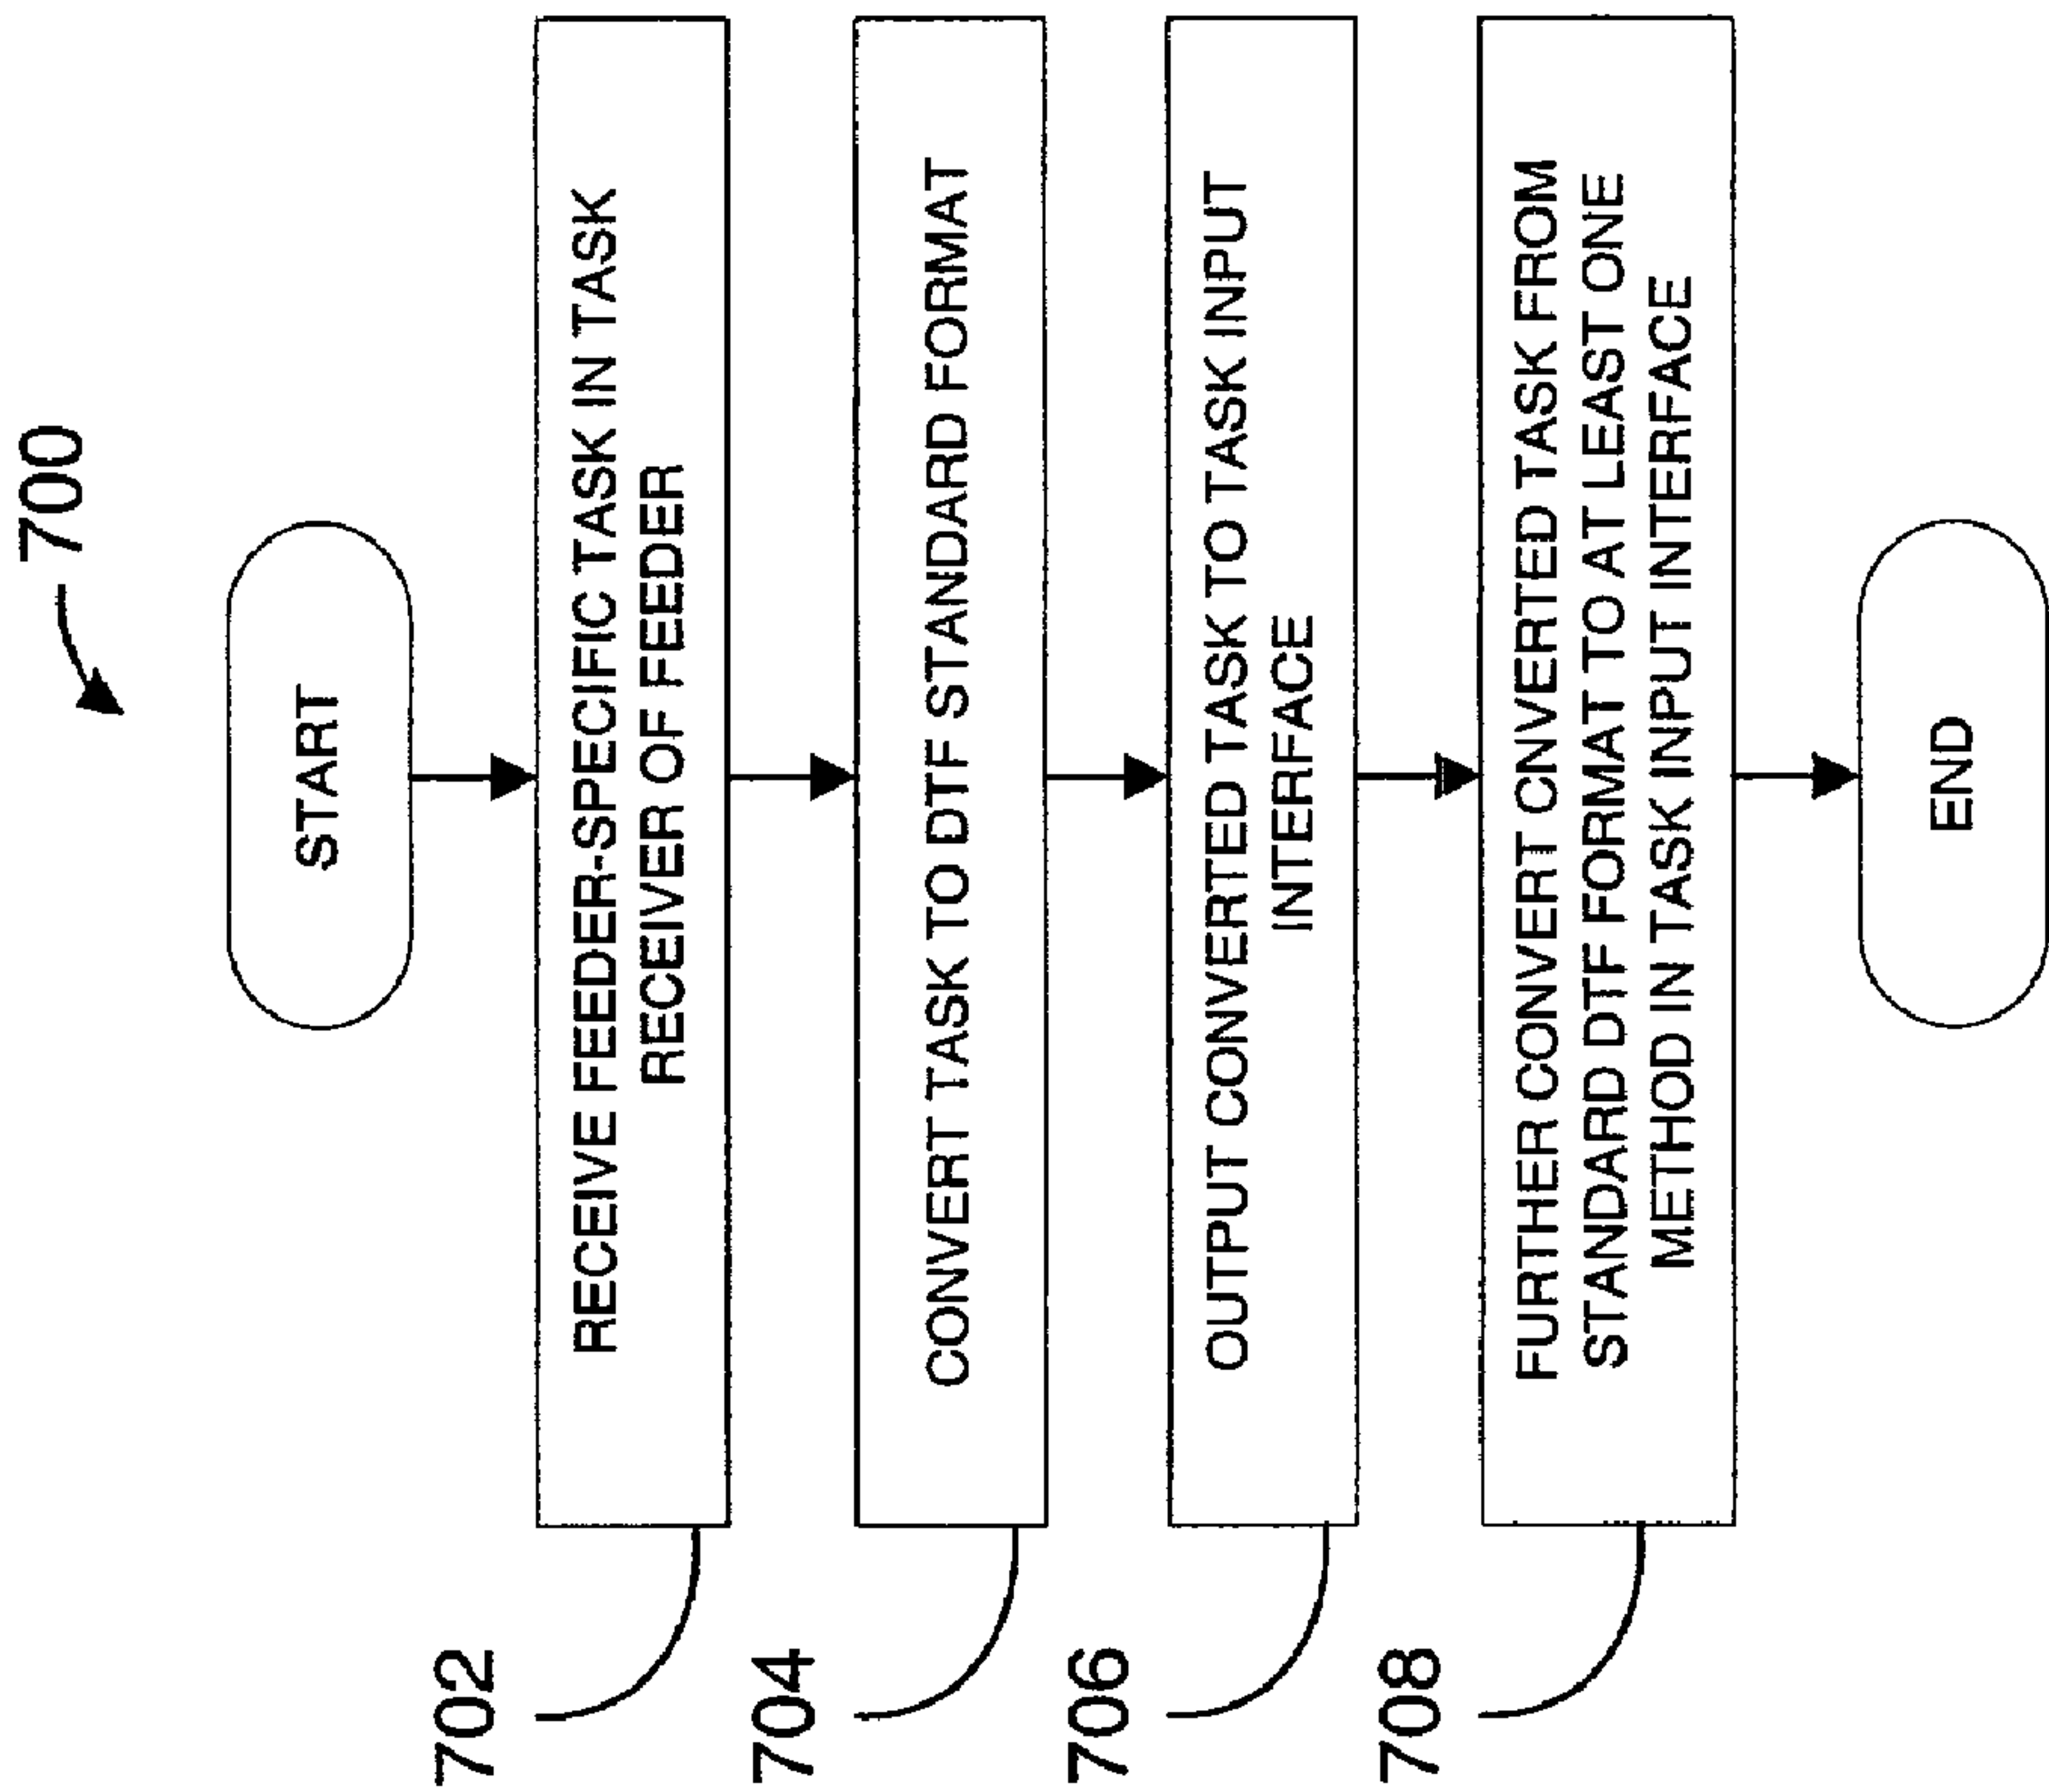 700
START
702
RECEIVE FEEDER-SPECIFIC TASK IN TASK
RECEIVER OF FEEDER
704
CONVERT TASK TO DTF STANDARD FORMAT
706
OUTPUT CONVERTED TASK TO TASK INPUT
INTERFACE
708
FURTHER CONVERT CNVERTED TASK FROM
STANDARD DTF FORMAT TO AT LEAST ONE
METHOD IN TASK INPUT INTERFACE
END